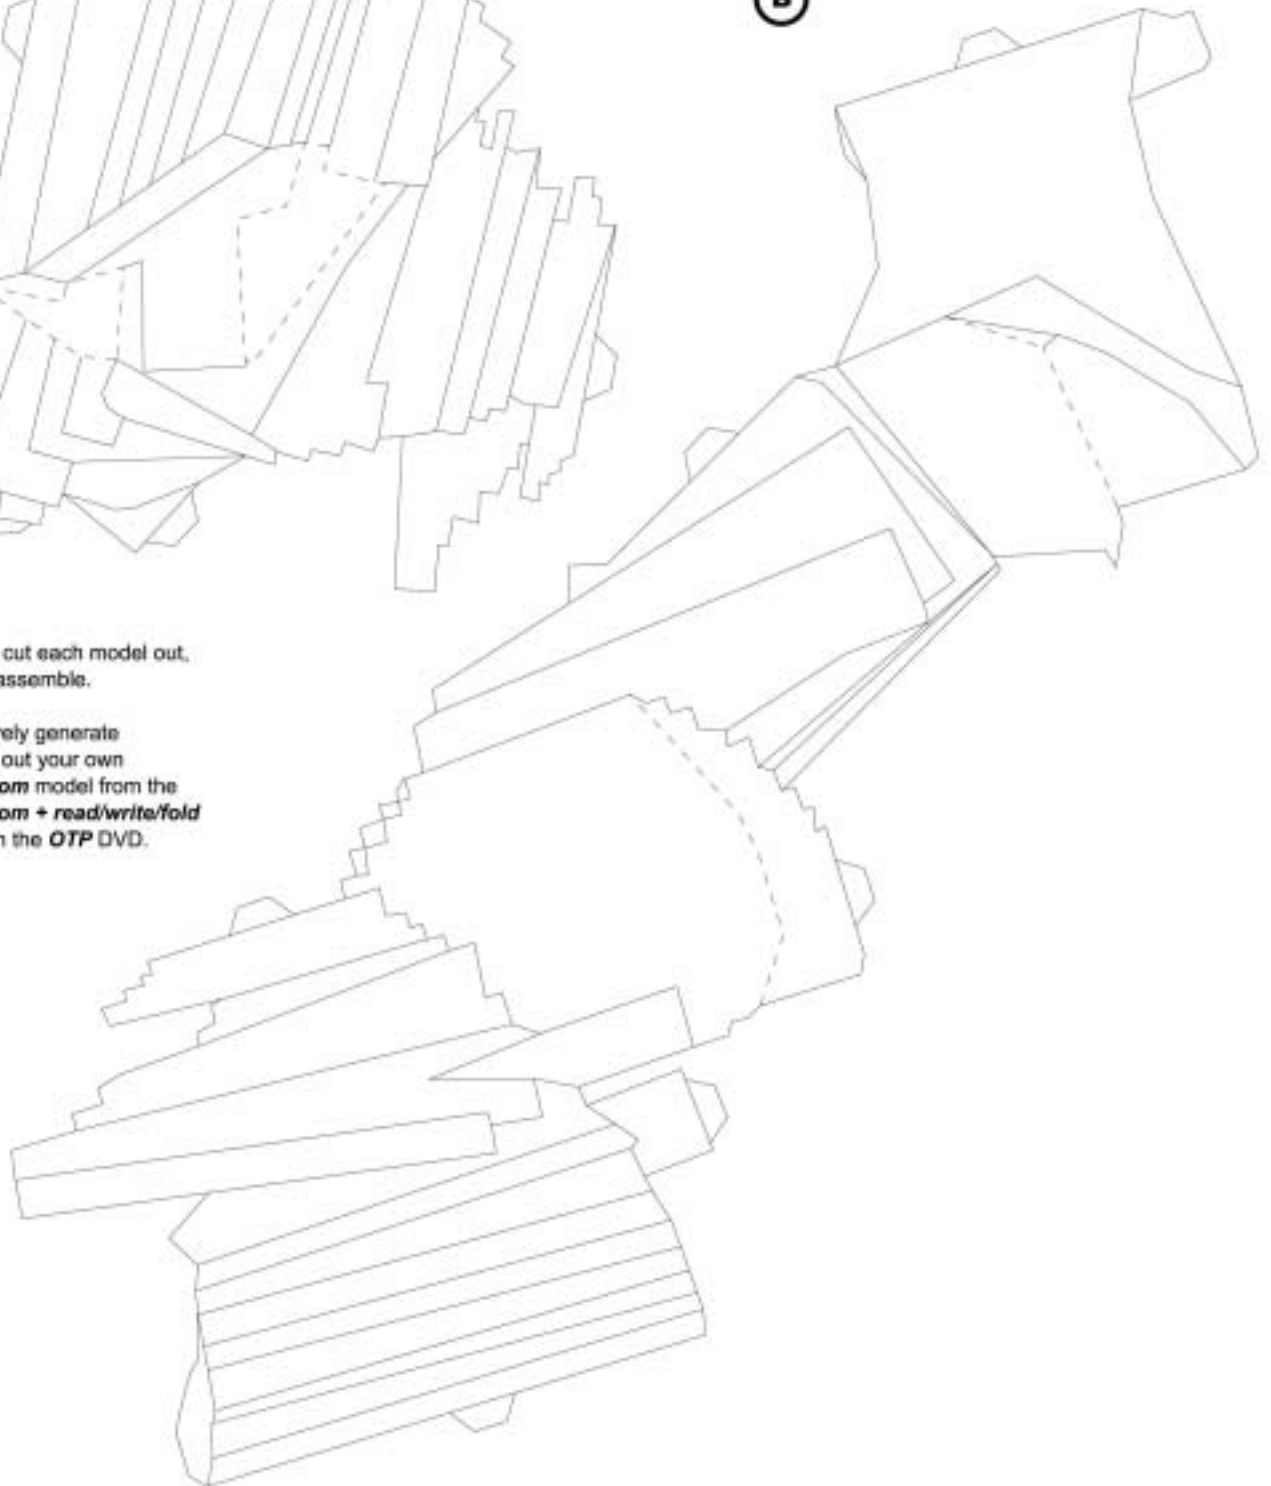 B
cut each model out,
assemble.
ely generate
out your own
om model from the
om + read/write/fold
the OTP DVD.